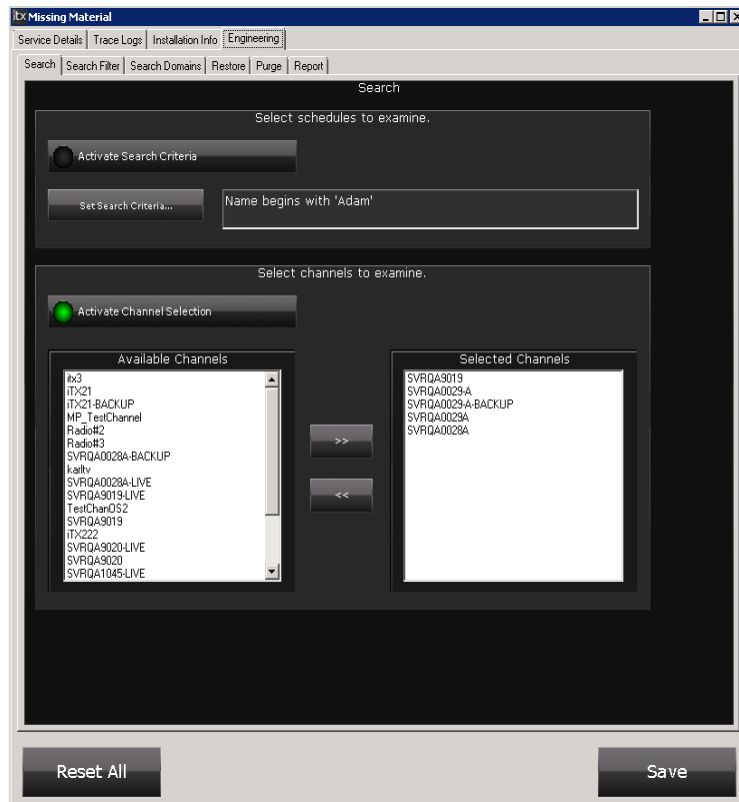 itx Missing Material
Service Details Trace Logs Installation Info Engineering
Search Search Filter Search Domains Restore Purge Report
Search
Select schedules to examine.
Activate Search Criteria
Set Search Criteria...
Name begins with 'Adam'
Select channels to examine.
Activate Channel Selection
Available Channels
itx3
iTX21
iTX21-BACKUP
MP_TestChannel
Radio#2
Radio#3
SVRQA0028A-BACKUP
karltv
SVRQA0028A-LIVE
SVRQA9019-LIVE
TestChanOS2
SVRQA9019
iTX222
SVRQA9020-LIVE
SVRQA9020
SVRQA1045-LIVE
>>
<<
Selected Channels
SVRQA9019
SVRQA0029-A
SVRQA0029-A-BACKUP
SVRQA0029A
SVRQA0028A
Reset All
Save